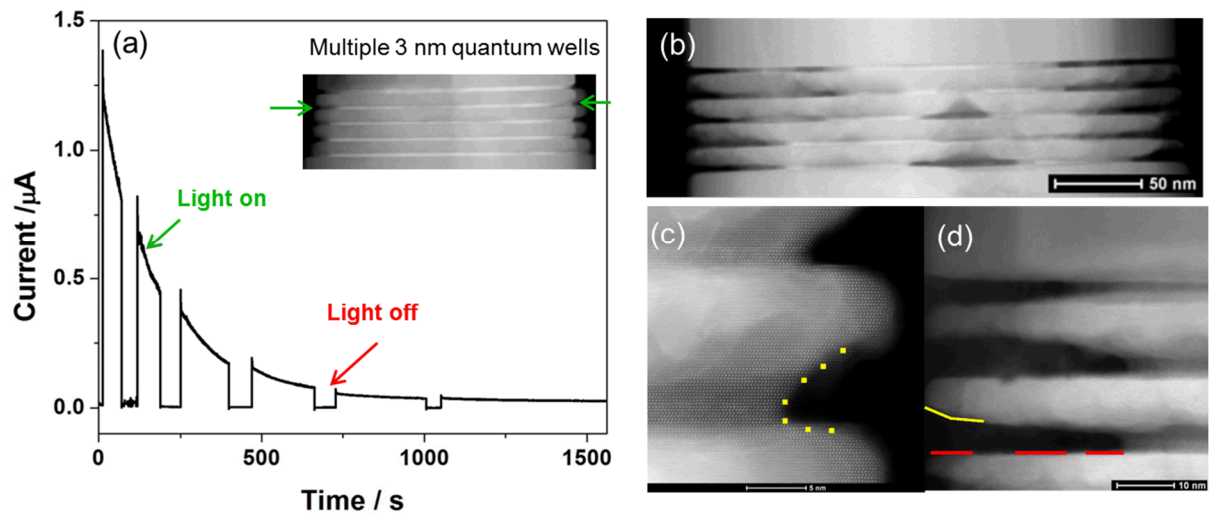 (a)
Multiple 3 nm quantum wells
Light on
Light off
Current /μA
1.5
1.0
0.5
0.0
0
500
1000
1500
Time / s
(b)
50 nm
(c)
5 nm
(d)
10 nm